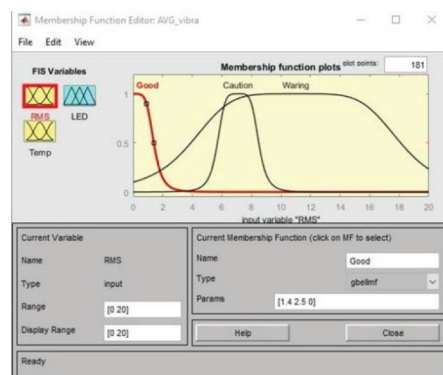 Membership Function Editor: AVG_vibra
File Edit View
FIS Variables
RMS
LED
Temp
Membership function plots
plot points:
181
Good
Caution
Waring
1
0.5
0
0 2 4 6 8 10 12 14 16 18 20
input variable "RMS"
Current Variable
Name RMS
Type input
Range [0 20]
Display Range [0 20]
Current Membership Function (click on MF to select)
Name Good
Type gbellmf
Params [1.4 2.5 0]
Help
Close
Ready